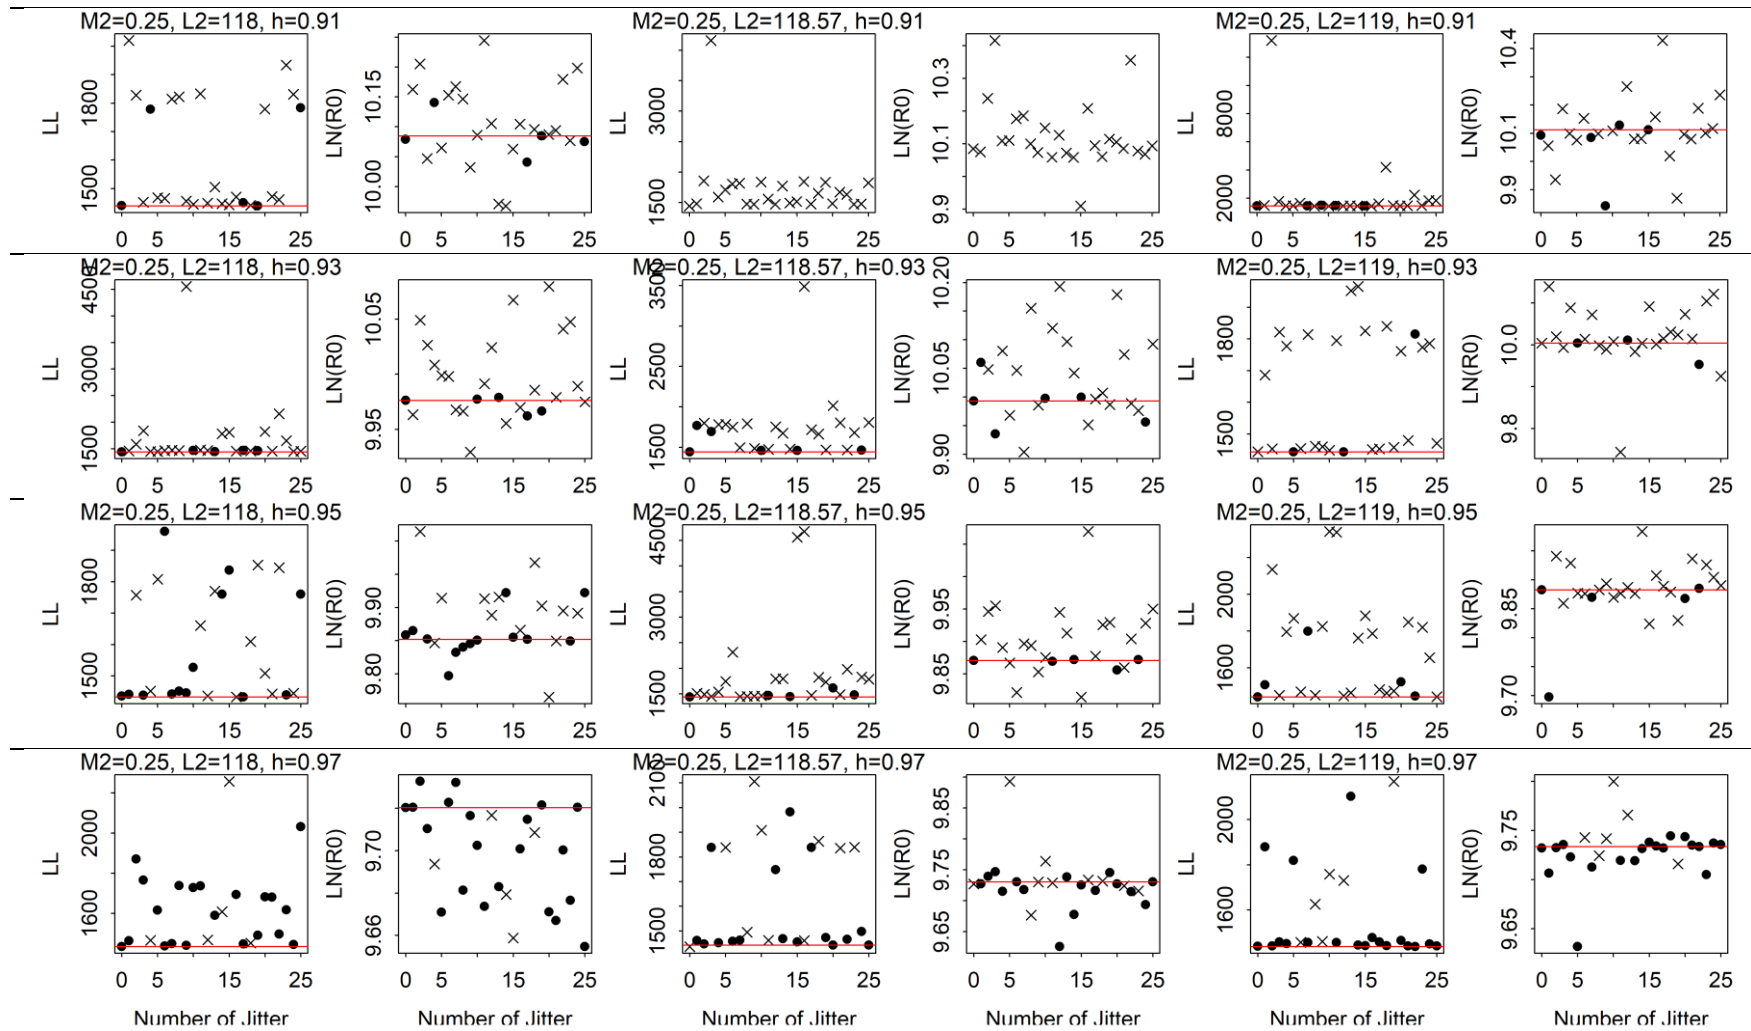 M2=0.25, L2=118, h=0.91
M2=0.25, L2=118.57, h=0.91
M2=0.25, L2=119, h=0.91
LL
1500 1800
0 5 15 25
LN(R0)
10.00 10.15
0 5 15 25
LL
1500 3000
0 5 15 25
LN(R0)
9.9 10.1 10.3
0 5 15 25
LL
2000 8000
0 5 15 25
LN(R0)
9.9 10.1 10.4
0 5 15 25
M2=0.25, L2=118, h=0.93
M2=0.25, L2=118.57, h=0.93
M2=0.25, L2=119, h=0.93
LL
1500 3000 4500
0 5 15 25
LN(R0)
9.95 10.05
0 5 15 25
LL
1500 2500 3500
0 5 15 25
LN(R0)
9.90 10.05 10.20
0 5 15 25
LL
1500 1800
0 5 15 25
LN(R0)
9.8 10.0
0 5 15 25
M2=0.25, L2=118, h=0.95
M2=0.25, L2=118.57, h=0.95
M2=0.25, L2=119, h=0.95
LL
1500 1800
0 5 15 25
LN(R0)
9.80 9.90
0 5 15 25
LL
1500 3000 4500
0 5 15 25
LN(R0)
9.85 9.95
0 5 15 25
LL
1600 2000
0 5 15 25
LN(R0)
9.70 9.85
0 5 15 25
M2=0.25, L2=118, h=0.97
M2=0.25, L2=118.57, h=0.97
M2=0.25, L2=119, h=0.97
LL
1600 2000
0 5 15 25
LN(R0)
9.66 9.70
0 5 15 25
LL
1500 1800 2100
0 5 15 25
LN(R0)
9.65 9.75 9.85
0 5 15 25
LL
1600 2000
0 5 15 25
LN(R0)
9.65 9.75
0 5 15 25
Number of Jitter
Number of Jitter
Number of Jitter
Number of Jitter
Number of Jitter
Number of Jitter